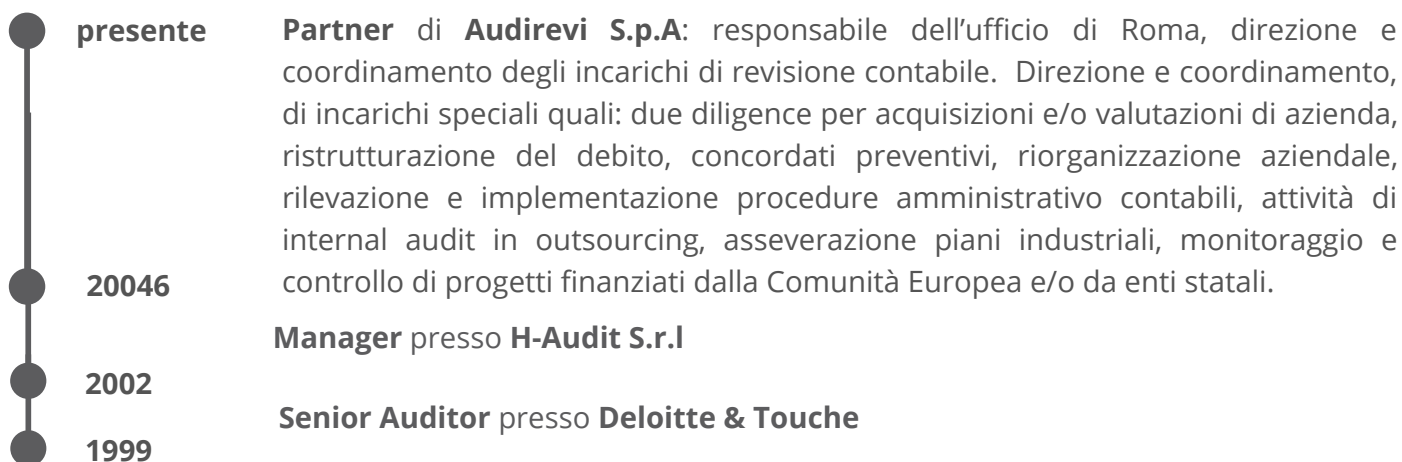 presente
Partner di Audirevi S.p.A: responsabile dell’ufficio di Roma, direzione e
coordinamento degli incarichi di revisione contabile. Direzione e coordinamento,
di incarichi speciali quali: due diligence per acquisizioni e/o valutazioni di azienda,
ristrutturazione del debito, concordati preventivi, riorganizzazione aziendale,
rilevazione e implementazione procedure amministrativo contabili, attività di
internal audit in outsourcing, asseverazione piani industriali, monitoraggio e
controllo di progetti finanziati dalla Comunità Europea e/o da enti statali.
20046
Manager presso H-Audit S.r.l
2002
Senior Auditor presso Deloitte & Touche
1999